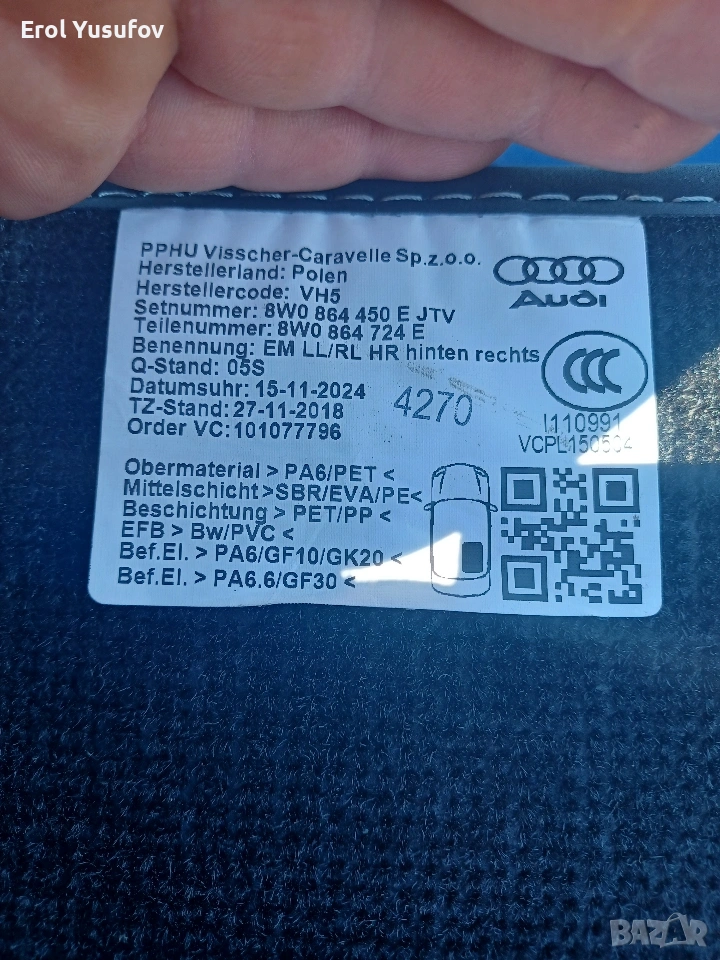 Erol Yusufov
PPHU Visscher-Caravelle Sp.z.o.o.
Herstellerland: Polen
Herstellercode: VH5
Setnummer: 8W0 864 450 E JTV
Teilenummer: 8W0 864 724 E
Benennung: EM LL/RL HR hinten rechts
Q-Stand: 05S
Datumsuhr: 15-11-2024
TZ-Stand: 27-11-2018
Order VC:101077796
Audi
CCC
4270
I110991
Obermaterial > PA6/PET <
Mittelschicht >SBR/EVA/PE<
Beschichtung > PET/PP <
EFB > Bw/PVC <
Bef.El. > PA6/GF10/GK20 <
Bef.El. > PA6.6/GF30 <
BAZAR